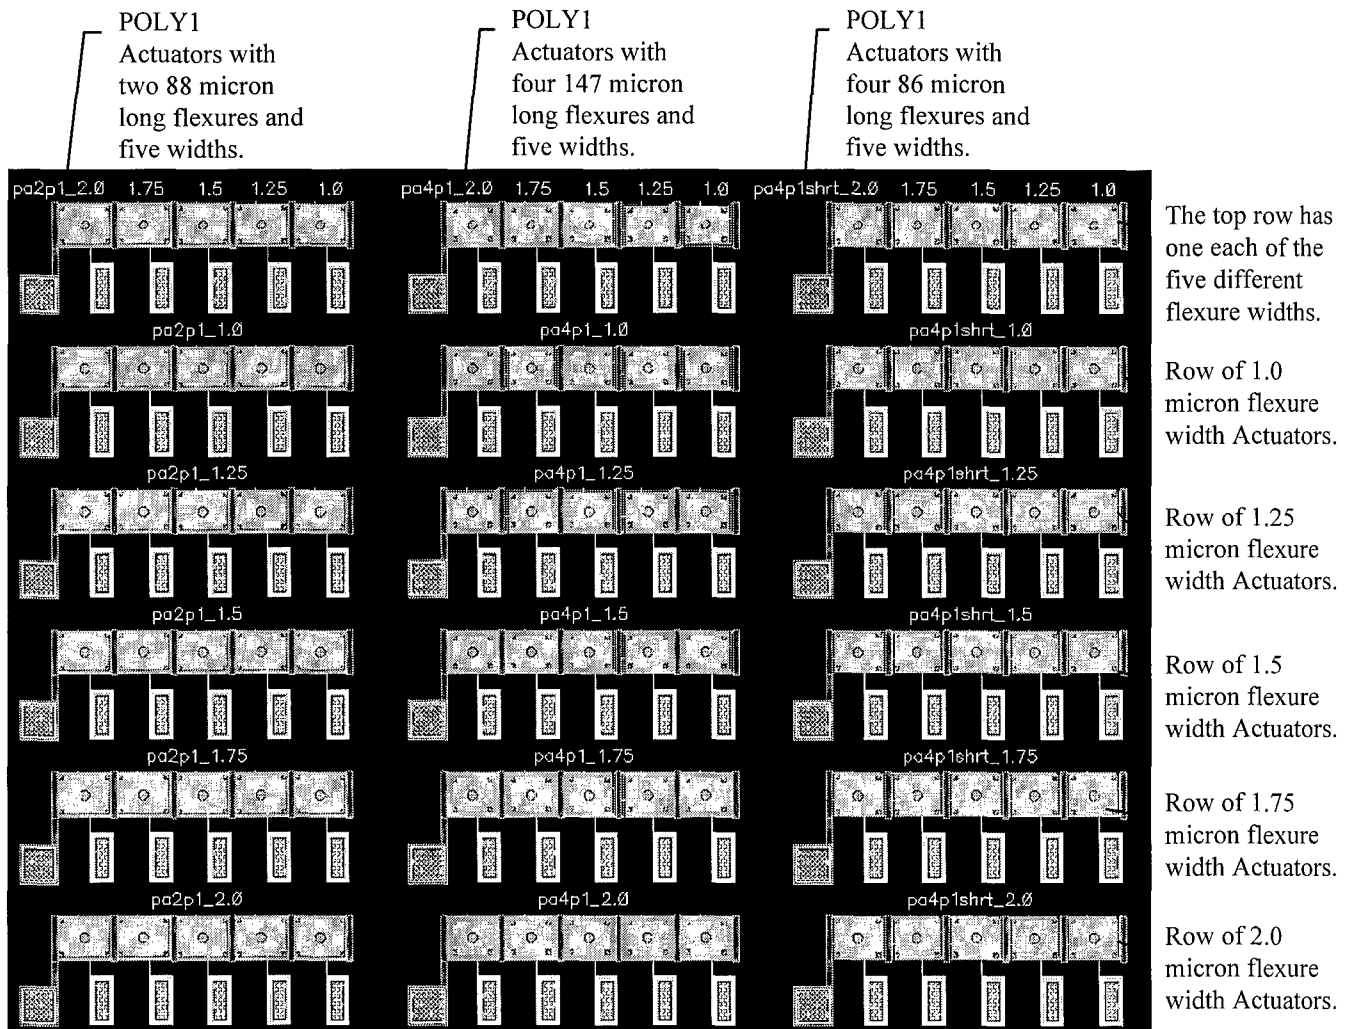 POLY1
Actuators with
two 88 micron
long flexures and
five widths.
POLY1
Actuators with
four 147 micron
long flexures and
five widths.
POLY1
Actuators with
four 86 micron
long flexures and
five widths.
pa2p1_2.0 1.75 1.5 1.25 1.0
pa4p1_2.0 1.75 1.5 1.25 1.0
pa4p1shrt_2.0 1.75 1.5 1.25 1.0
The top row has
one each of the
five different
flexure widths.
pa2p1_1.0
pa4p1_1.0
pa4p1shrt_1.0
Row of 1.0
micron flexure
width Actuators.
pa2p1_1.25
pa4p1_1.25
pa4p1shrt_1.25
Row of 1.25
micron flexure
width Actuators.
pa2p1_1.5
pa4p1_1.5
pa4p1shrt_1.5
Row of 1.5
micron flexure
width Actuators.
pa2p1_1.75
pa4p1_1.75
pa4p1shrt_1.75
Row of 1.75
micron flexure
width Actuators.
pa2p1_2.0
pa4p1_2.0
pa4p1shrt_2.0
Row of 2.0
micron flexure
width Actuators.